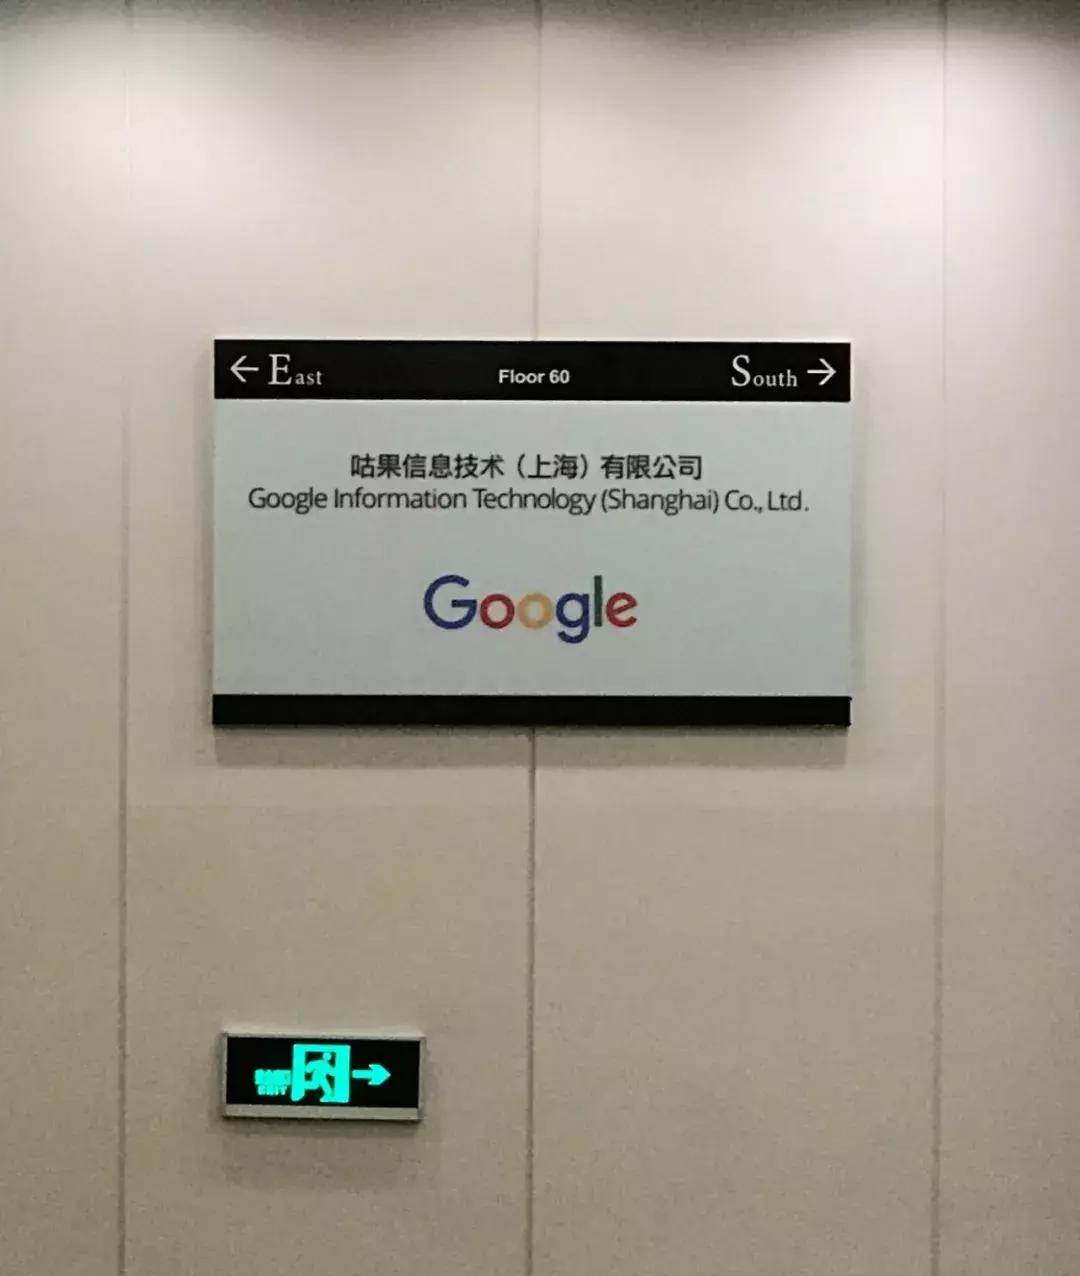 ← East Floor 60 South →
咕果信息技术（上海）有限公司
Google Information Technology (Shanghai) Co., Ltd.
Google
EXIT